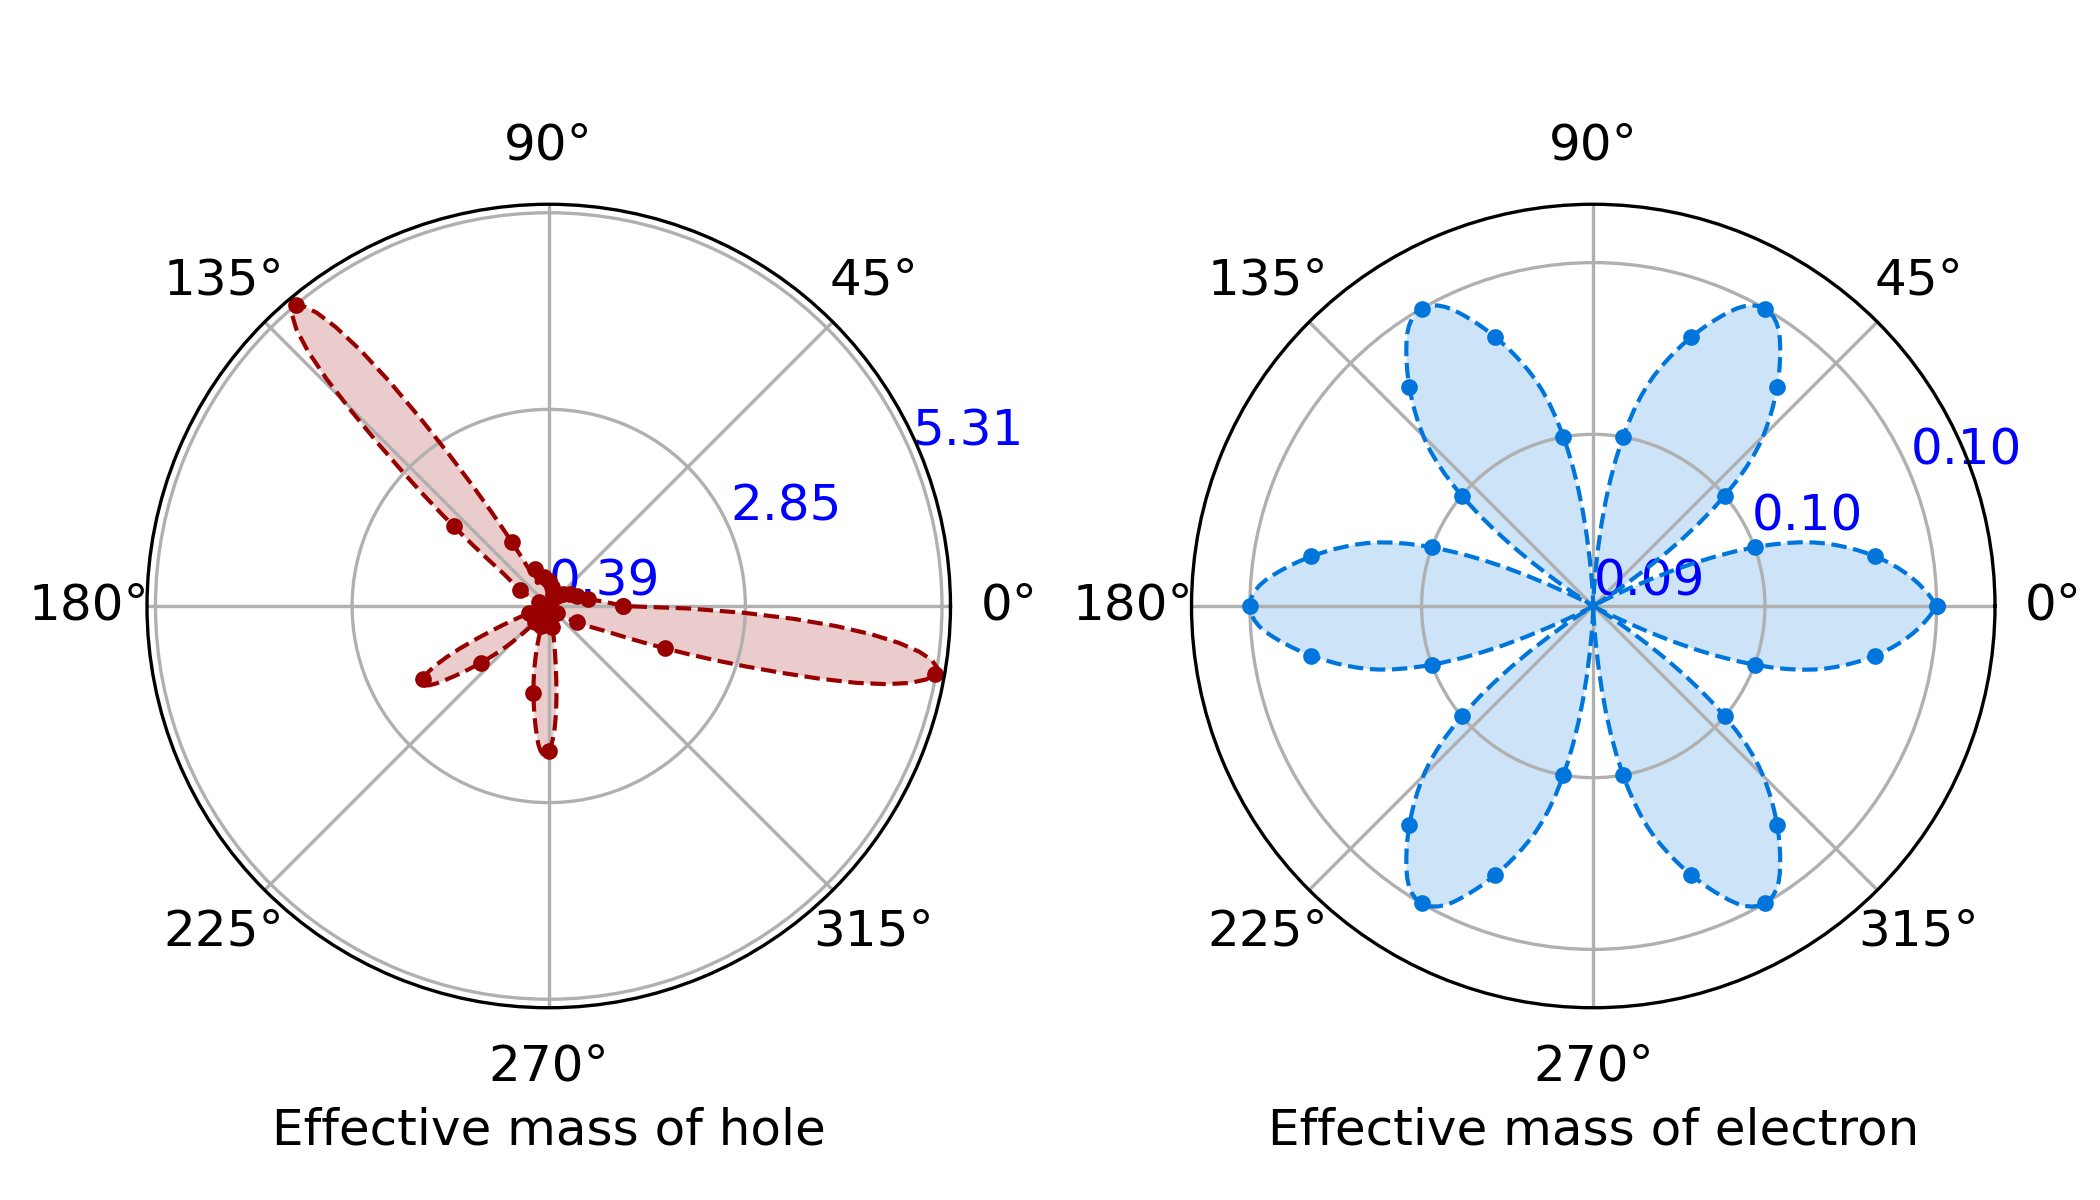 90° 90°
135° 45° 135° 45°
5.31 0.10
2.85 0.10
0.39 0.09
180° 0° 180° 0°
225° 315° 225° 315°
270° 270°
Effective mass of hole Effective mass of electron